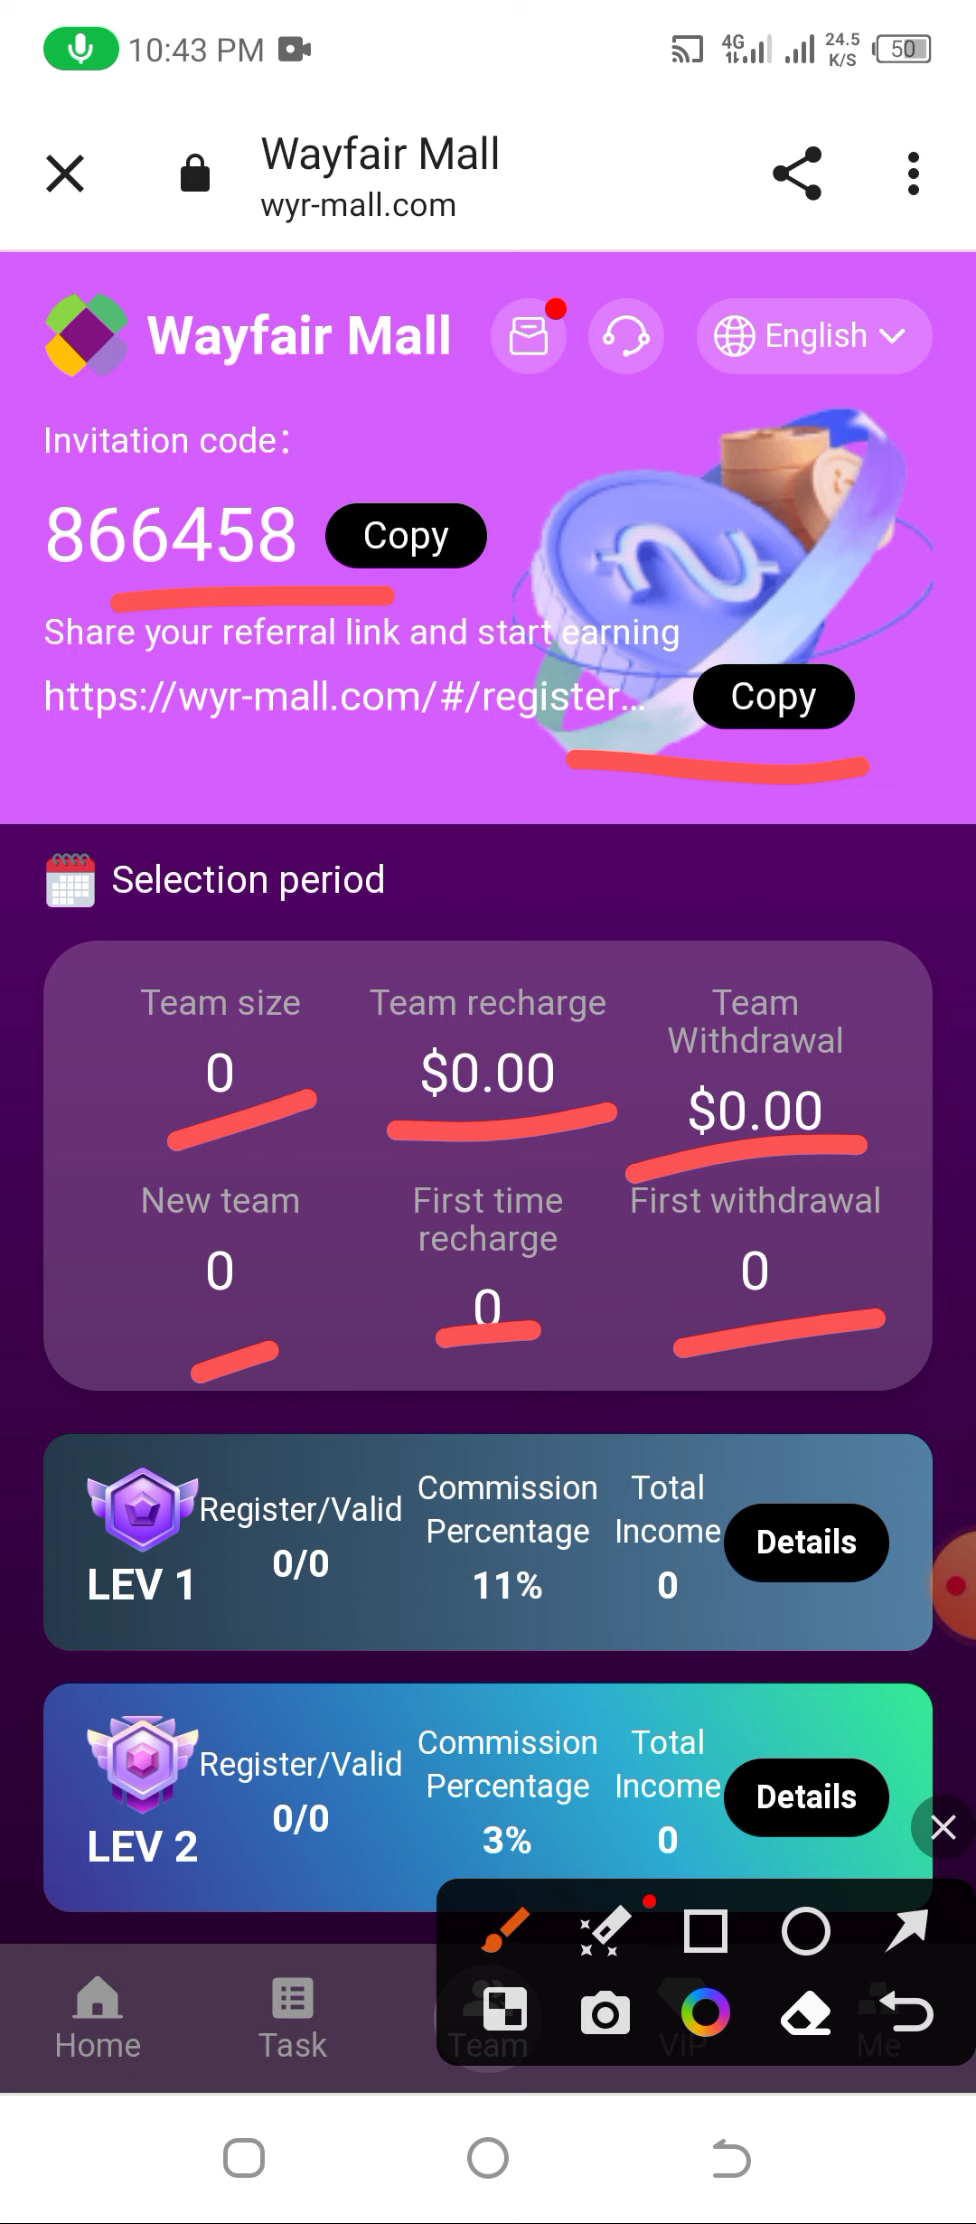 10:43 PM
4G
24.5 K/S
50
Wayfair Mall
wyr-mall.com
Wayfair Mall
English
Invitation code:
866458 Copy
Share your referral link and start earning
https://wyr-mall.com/#/register... Copy
Selection period
Team size Team recharge Team Withdrawal
0 $0.00 $0.00
New team First time recharge First withdrawal
0 0 0
Register/Valid Commission Percentage Total Income Details
LEV 1 0/0 11% 0
Register/Valid Commission Percentage Total Income Details
LEV 2 0/0 3% 0
Home Task Team VIP Me